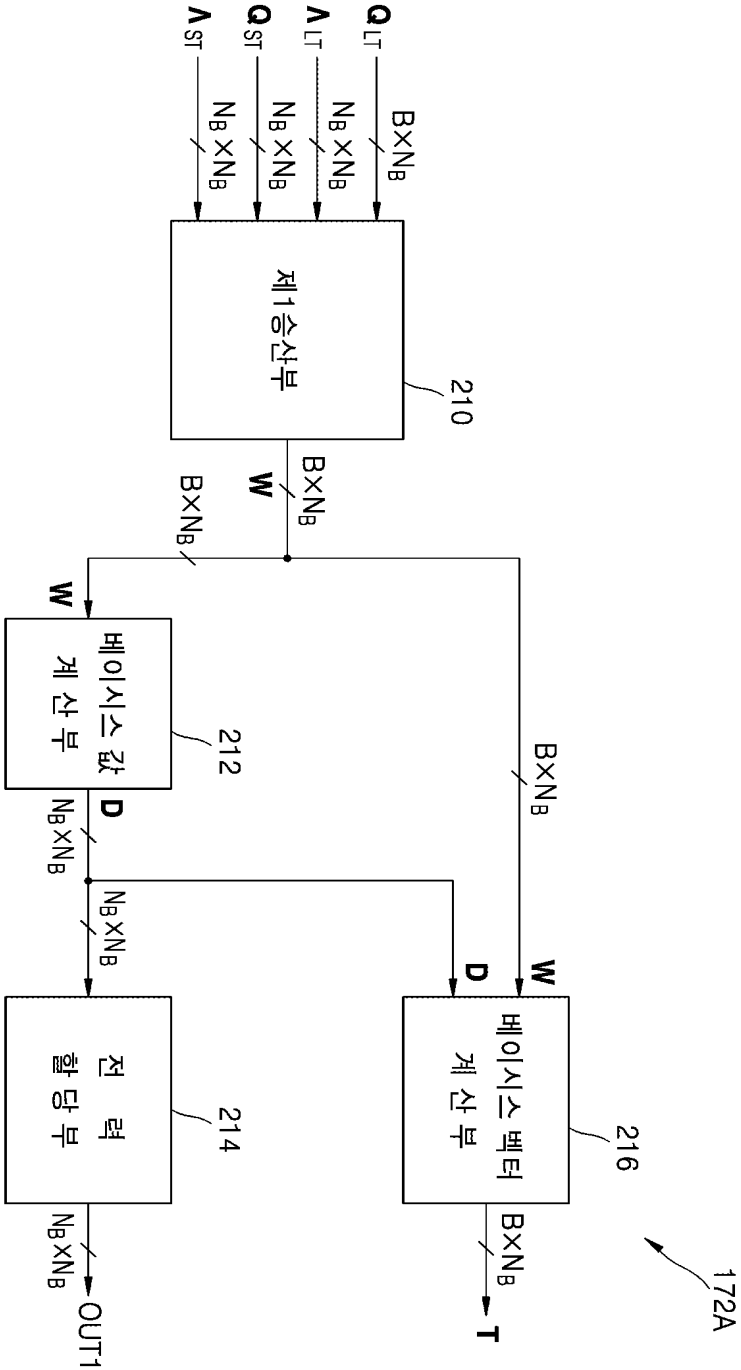 172A
Q LT
B×N_B
Λ LT
N_B×N_B
Q ST
N_B×N_B
Λ ST
N_B×N_B
제1승산부
210
B×N_B
W
B×N_B
W
B×N_B
W
D
베이시스 벡터
계 산 부
216
B×N_B
T
베이시스 값
계 산 부
212
D
N_B×N_B
N_B×N_B
전 력
할 당 부
214
N_B×N_B
OUT1